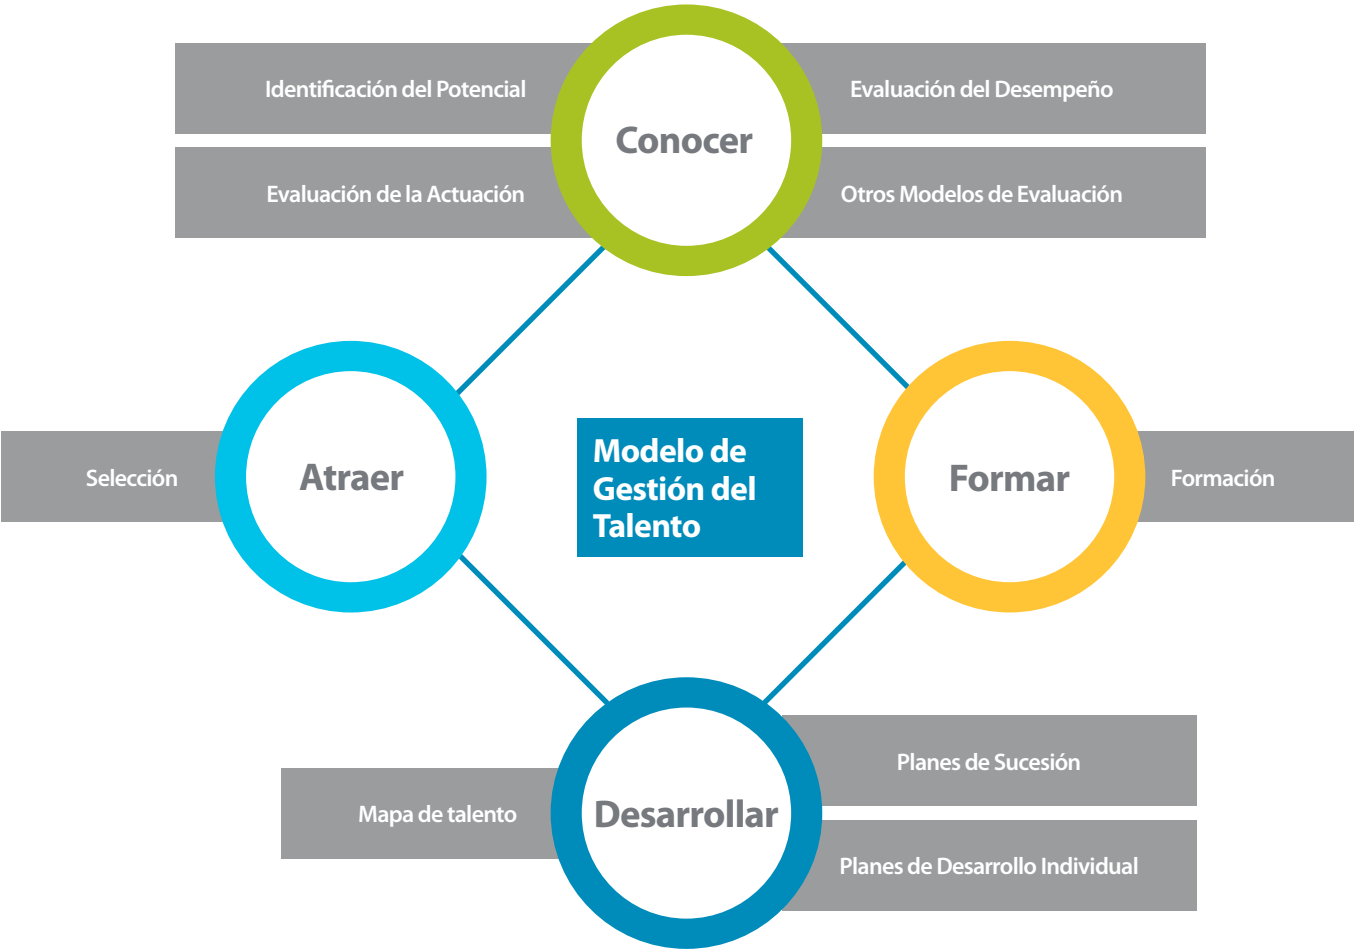 Identificación del Potencial
Evaluación del Desempeño
Conocer
Evaluación de la Actuación
Otros Modelos de Evaluación
Selección
Atraer
Modelo de
Gestión del
Talento
Formar
Formación
Planes de Sucesión
Mapa de talento
Desarrollar
Planes de Desarrollo Individual